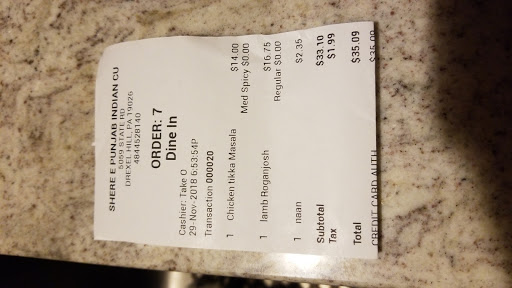 SHERE E PUNJAB INDIAN CU
5059 STATE RD
DREXEL HILL, PA 19026
4844528140
ORDER: 7
Dine In
Cashier: Take O
29-Nov-2018 6:53:54P
Transaction 000020
1 Chicken tikka Masala $14.00
Med Spicy $0.00
1 lamb Roganjosh $16.75
Regular $0.00
1 naan $2.35
Subtotal $33.10
Tax $1.99
Total $35.09
CREDIT CARD AUTH $35.09